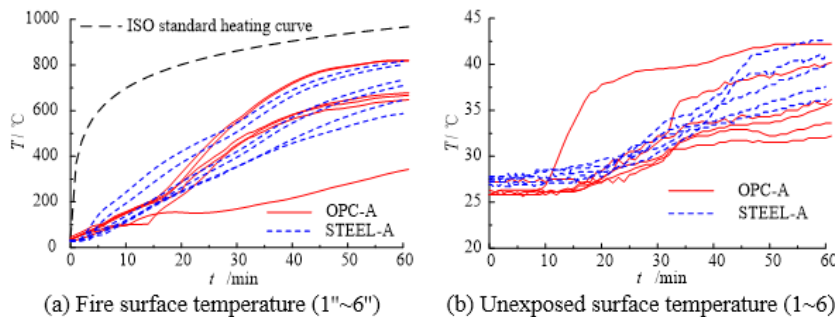 ISO standard heating curve
1000
800
600
400
200
0
T / °C
OPC-A
STEEL-A
0 10 20 30 40 50 60
t /min
(a) Fire surface temperature (1"~6")
45
40
35
30
25
20
T / °C
OPC-A
STEEL-A
0 10 20 30 40 50 60
t /min
(b) Unexposed surface temperature (1~6)